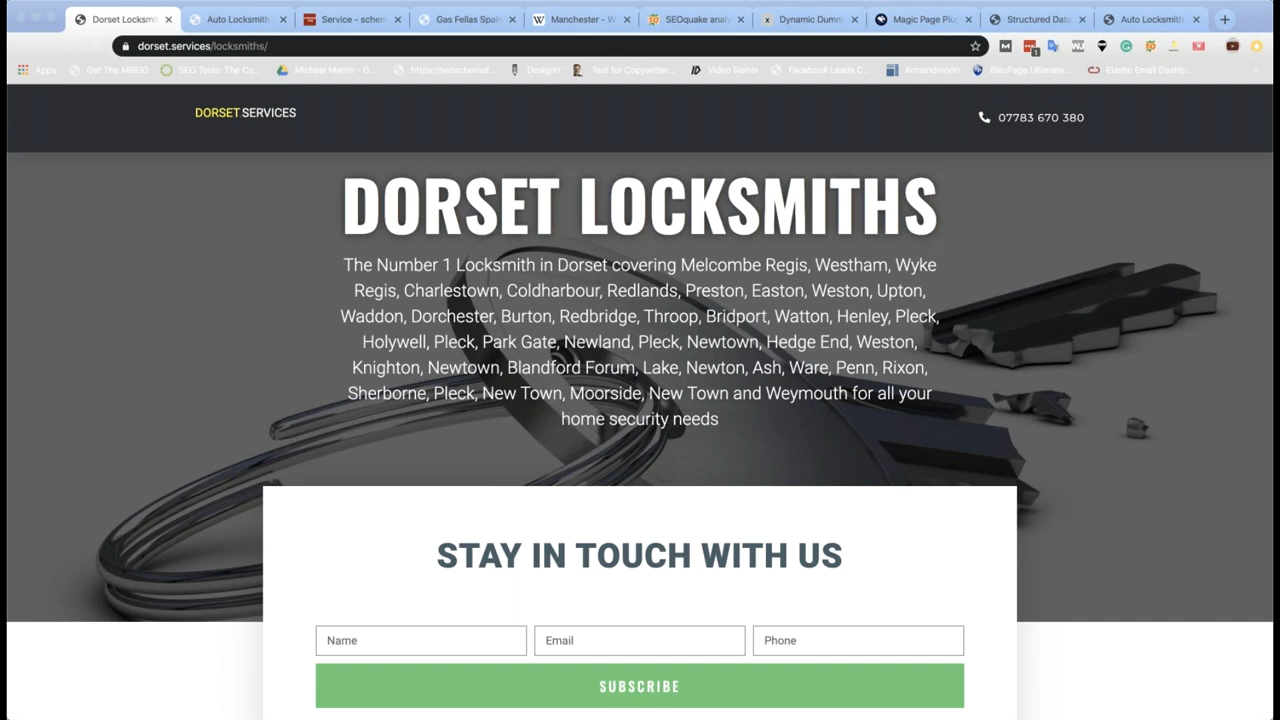 Dorset Locksmi
Auto Locksmith
Service - schem
Gas Fellas Spain
Manchester - W
SEOquake analy
Dynamic Dumm
Magic Page Plu
Structured Data
Auto Locksmith
dorset.services/locksmiths/
Apps
Get The MREID
SEO Tools: The Co...
Michael Martin - G...
https://seoschemaf...
Designrr
Test for Copywriter...
Video Remix
Facebook Leads C...
Armandmorin
BleuPage Ultimate...
Elastic Email Dashb...
DORSET.SERVICES
07783 670 380
DORSET LOCKSMITHS
The Number 1 Locksmith in Dorset covering Melcombe Regis, Westham, Wyke
Regis, Charlestown, Coldharbour, Redlands, Preston, Easton, Weston, Upton,
Waddon, Dorchester, Burton, Redbridge, Throop, Bridport, Watton, Henley, Pleck,
Holywell, Pleck, Park Gate, Newland, Pleck, Newtown, Hedge End, Weston,
Knighton, Newtown, Blandford Forum, Lake, Newton, Ash, Ware, Penn, Rixon,
Sherborne, Pleck, New Town, Moorside, New Town and Weymouth for all your
home security needs
STAY IN TOUCH WITH US
Name
Email
Phone
SUBSCRIBE